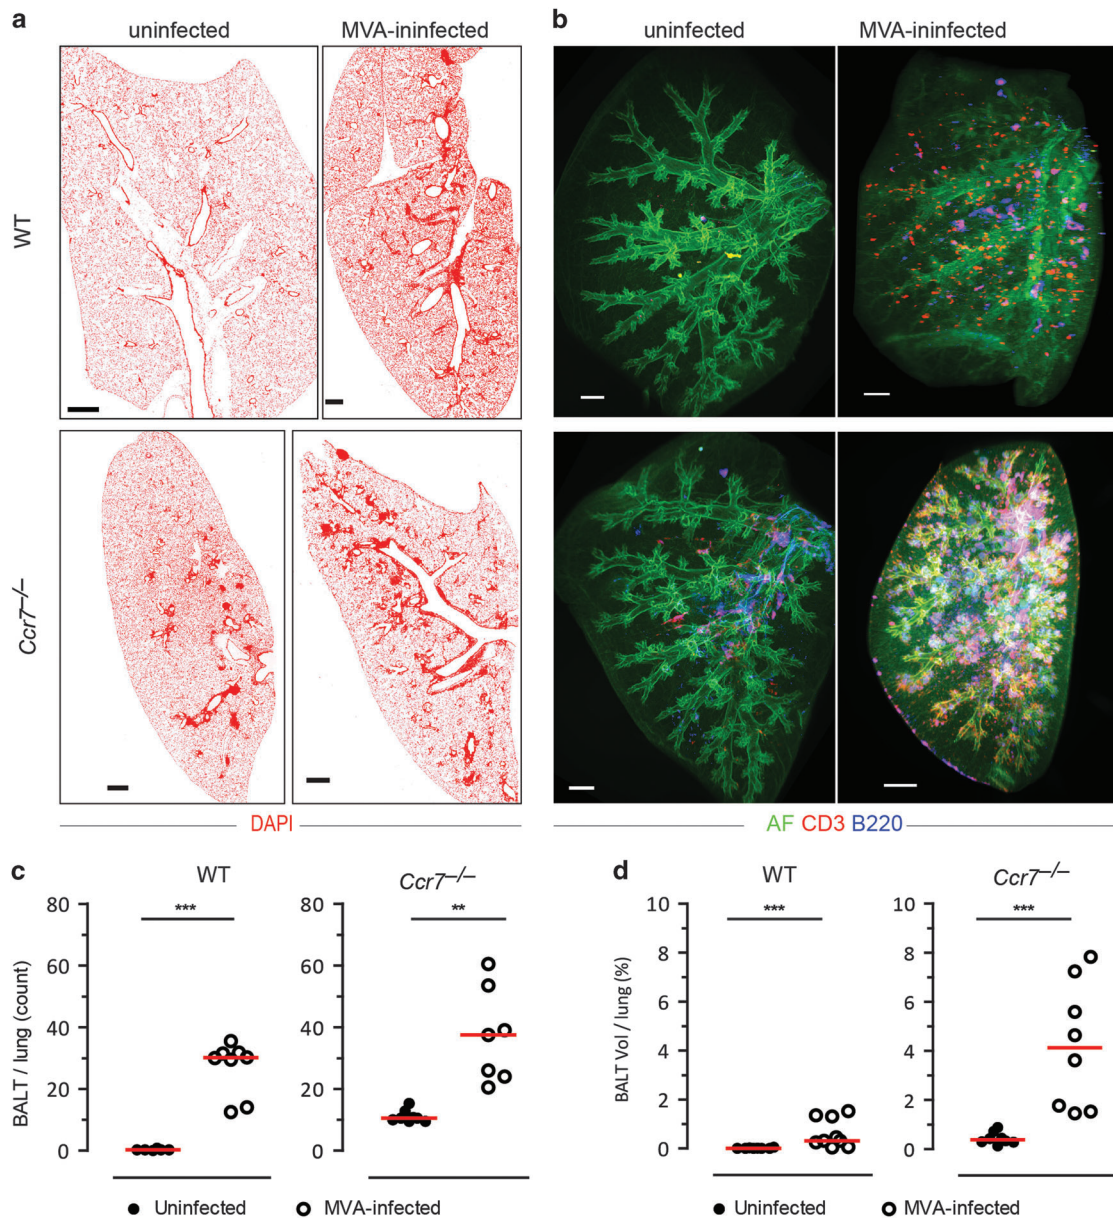 a
uninfected
MVA-ininfected
WT
Ccr7–/–
DAPI
b
uninfected
MVA-ininfected
AF CD3 B220
c
WT
Ccr7–/–
BALT / lung (count)
80
60
40
20
0
***
80
60
40
20
0
**
Uninfected
MVA-infected
d
WT
Ccr7–/–
BALT Vol / lung (%)
10
8
6
4
2
0
***
10
8
6
4
2
0
***
Uninfected
MVA-infected